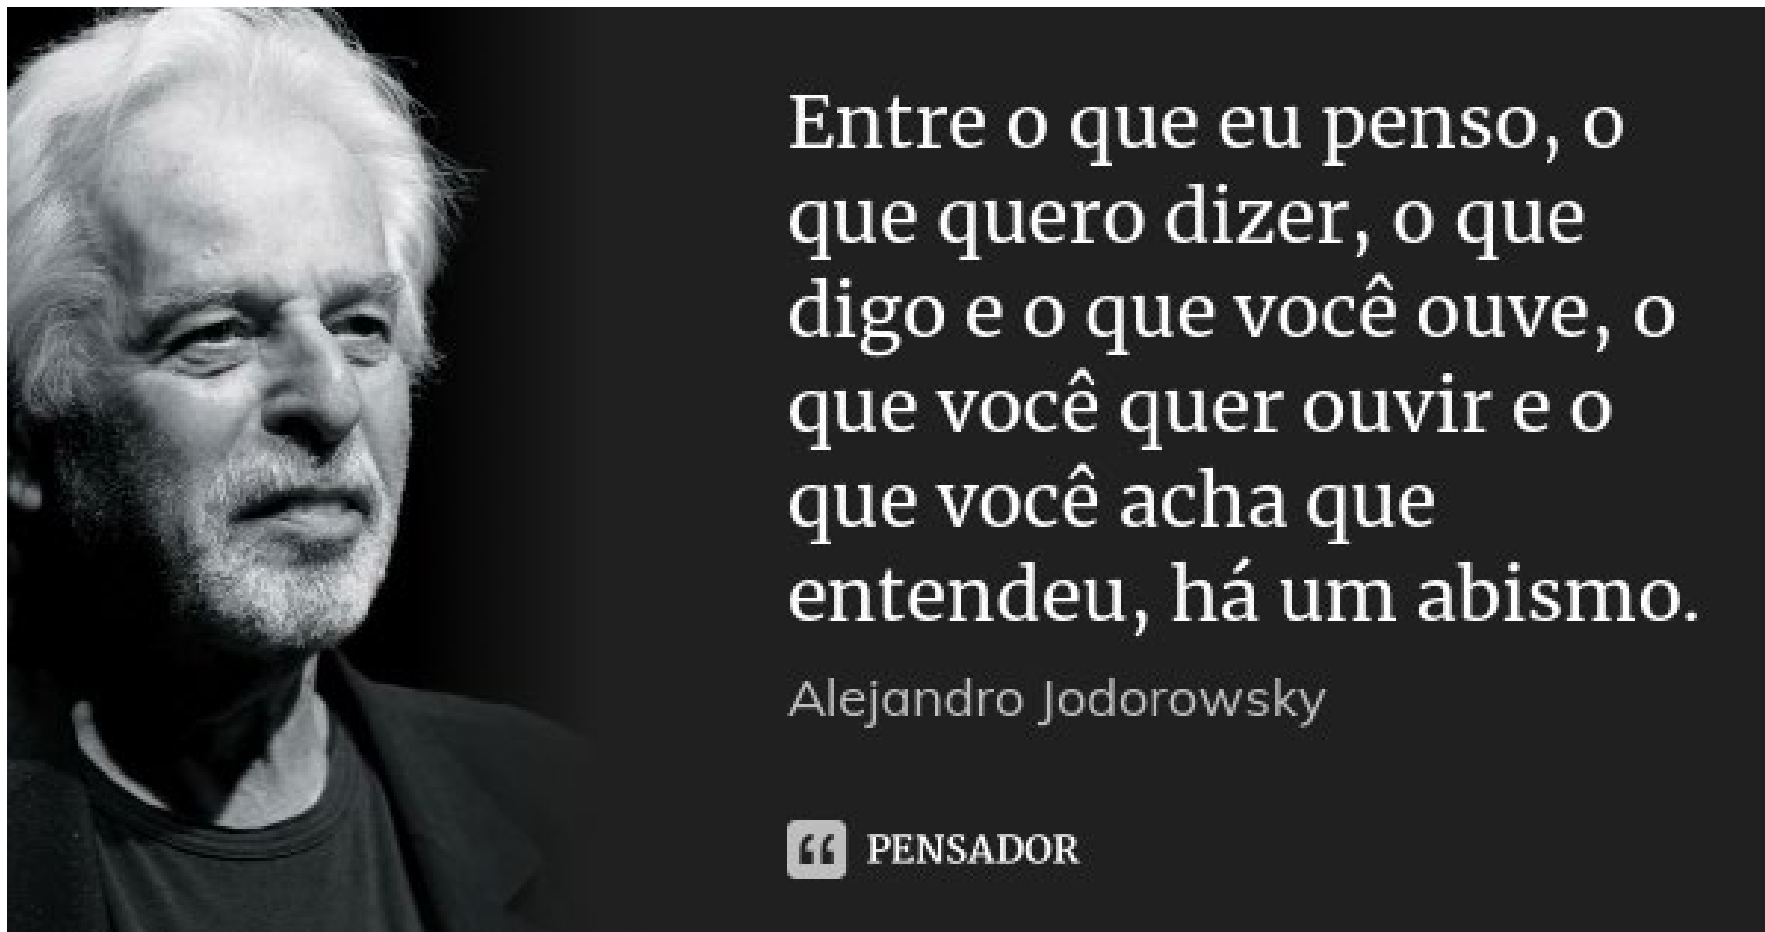 Entre o que eu penso, o
que quero dizer, o que
digo e o que você ouve, o
que você quer ouvir e o
que você acha que
entendeu, há um abismo.
Alejandro Jodorowsky
PENSADOR